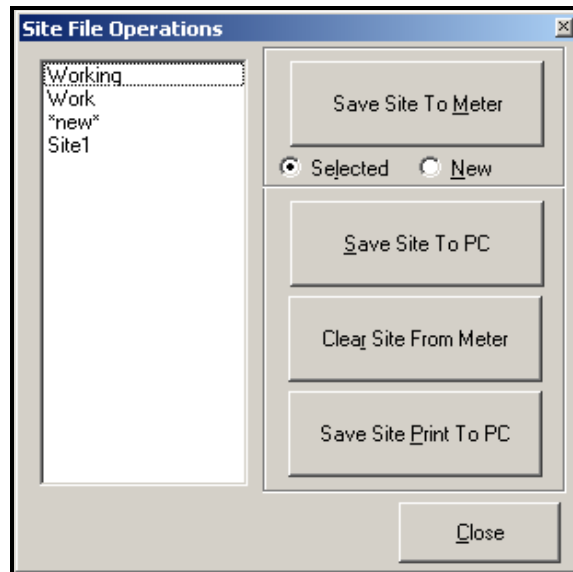 Site File Operations
Working
Work
*new*
Site1
Save Site To Meter
Selected New
Save Site To PC
Clear Site From Meter
Save Site Print To PC
Close